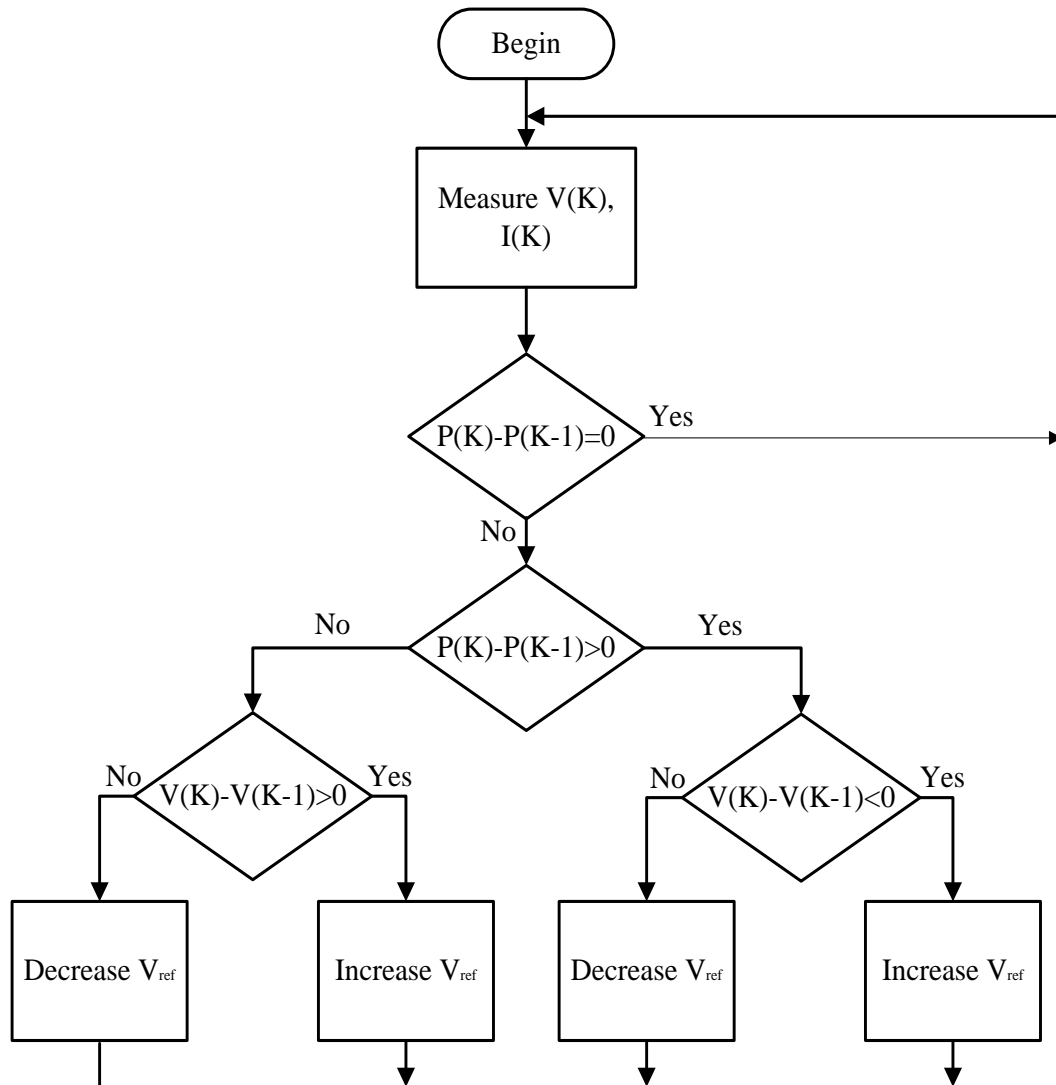 Begin
Measure V(K),
I(K)
P(K)-P(K-1)=0
Yes
No
No
P(K)-P(K-1)>0
Yes
No
V(K)-V(K-1)>0
Yes
No
V(K)-V(K-1)<0
Yes
Decrease Vref
Increase Vref
Decrease Vref
Increase Vref